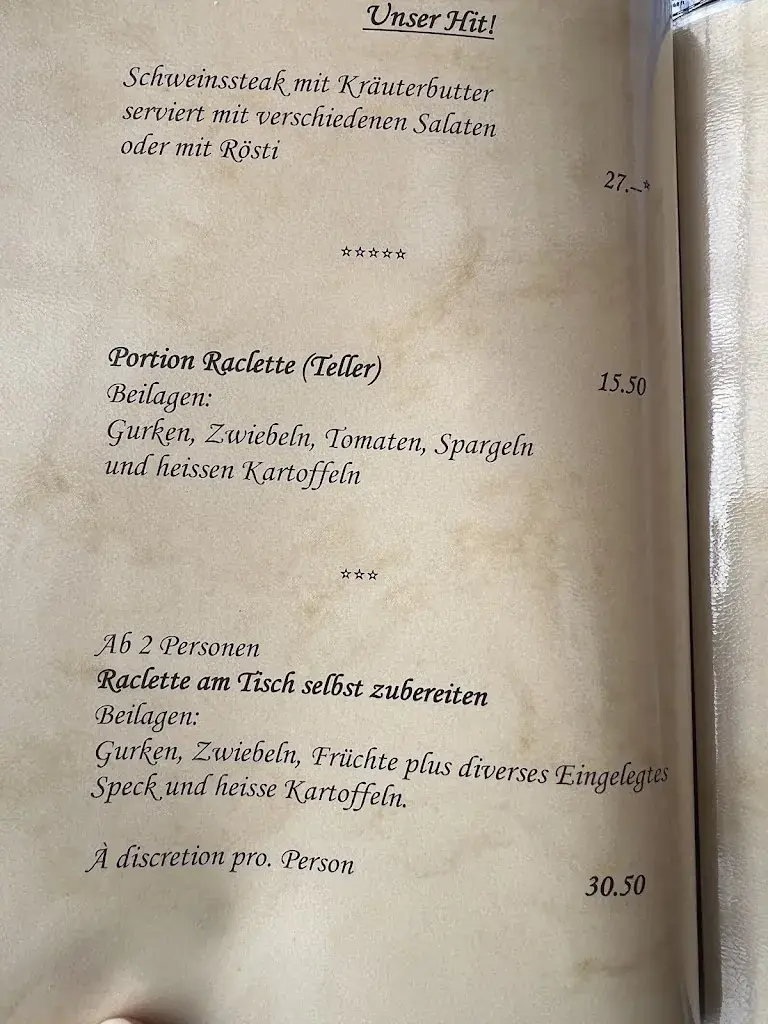 Unser Hit!
Schweinssteak mit Kräuterbutter
serviert mit verschiedenen Salaten
oder mit Rösti
27.–*
☆☆☆☆☆
Portion Raclette (Teller)
15.50
Beilagen:
Gurken, Zwiebeln, Tomaten, Spargeln
und heissen Kartoffeln
☆☆☆
Ab 2 Personen
Raclette am Tisch selbst zubereiten
Beilagen:
Gurken, Zwiebeln, Früchte plus diverses Eingelegtes
Speck und heisse Kartoffeln.
À discretion pro. Person
30.50